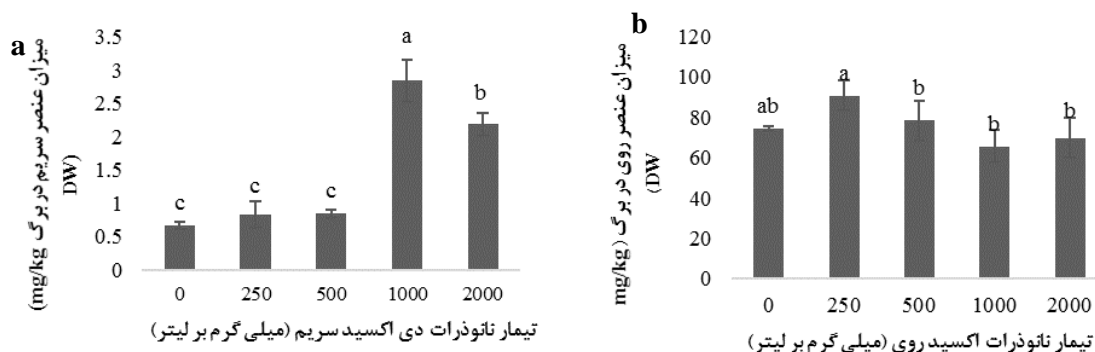 a
میزان عنصر سریم در برگ (mg/kg
DW)
3.5
3
2.5
2
1.5
1
0.5
0
c
c
c
a
b
0 250 500 1000 2000
تیمار نانوذرات دی اکسید سریم (میلی گرم بر لیتر)
b
میزان عنصر روی در برگ (mg/kg
DW)
120
100
80
60
40
20
0
ab
a
b
b
b
0 250 500 1000 2000
تیمار نانوذرات اکسید روی (میلی گرم بر لیتر)